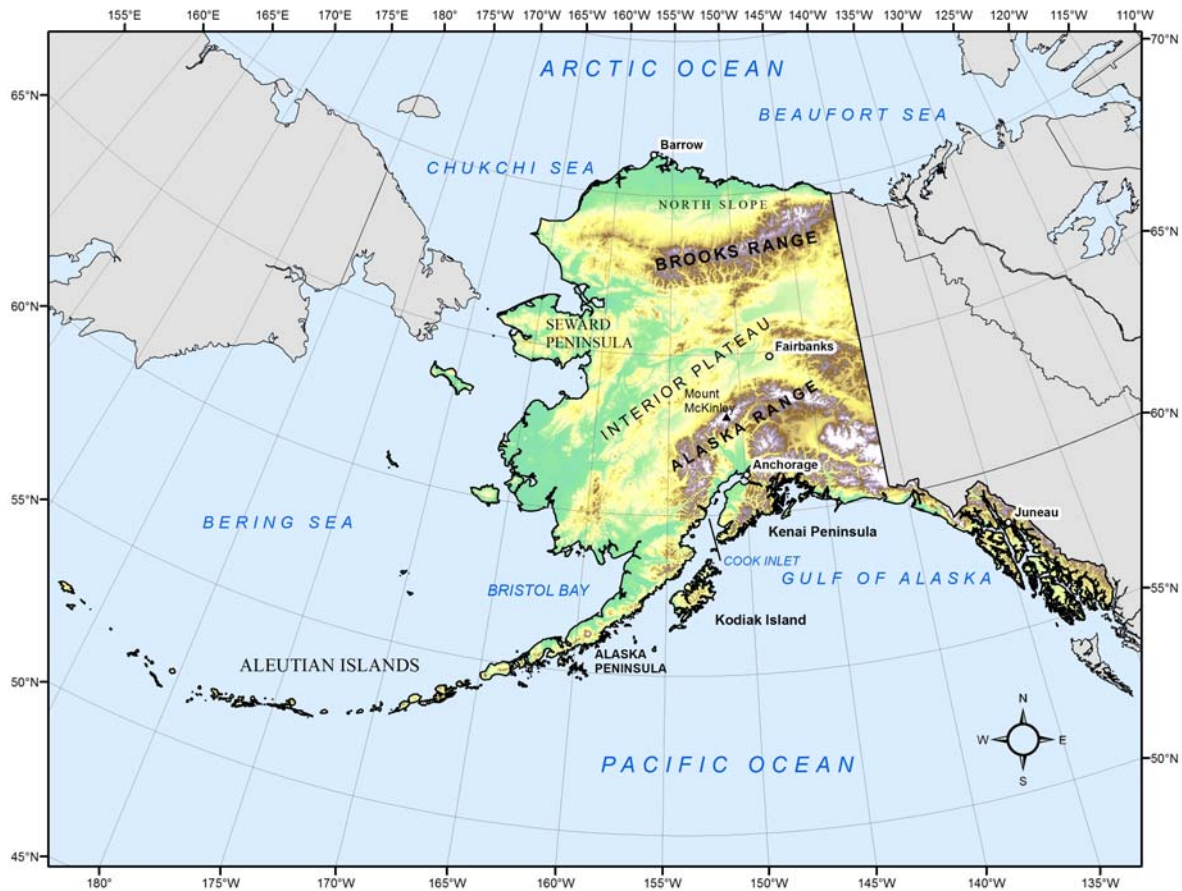 155°E 160°E 165°E 170°E 175°E 180° 175°W 170°W 165°W 160°W 155°W 150°W 145°W 140°W 135°W 130°W 125°W 120°W 115°W 110°W
70°N
ARCTIC OCEAN
65°N
BEAUFORT SEA
Barrow
CHUKCHI SEA
NORTH SLOPE
65°N
BROOKS RANGE
60°N
SEWARD
PENINSULA
Fairbanks
INTERIOR PLATEAU
Mount
McKinley
ALASKA RANGE
60°N
Anchorage
55°N
Juneau
BERING SEA
Kenai Peninsula
COOK INLET
GULF OF ALASKA
BRISTOL BAY
55°N
Kodiak Island
ALASKA
PENINSULA
ALEUTIAN ISLANDS
50°N
N
W E
S
PACIFIC OCEAN
50°N
45°N
180° 175°W 170°W 165°W 160°W 155°W 150°W 145°W 140°W 135°W